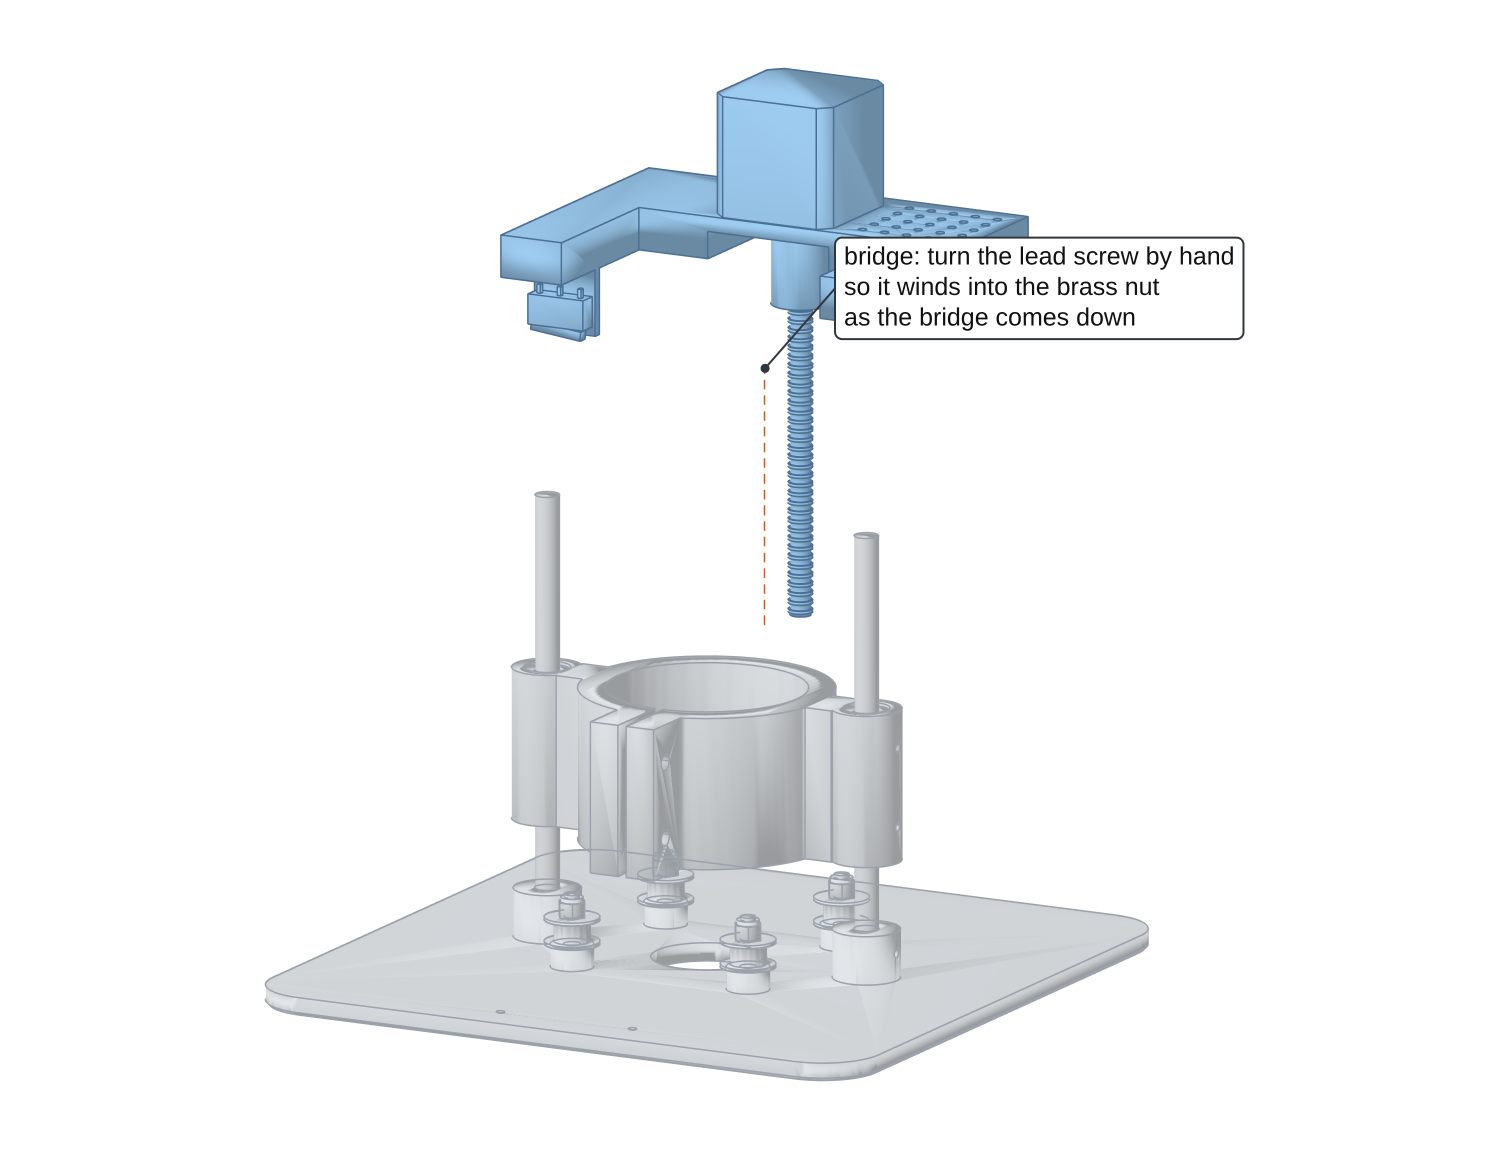 bridge: turn the lead screw by hand
so it winds into the brass nut
as the bridge comes down